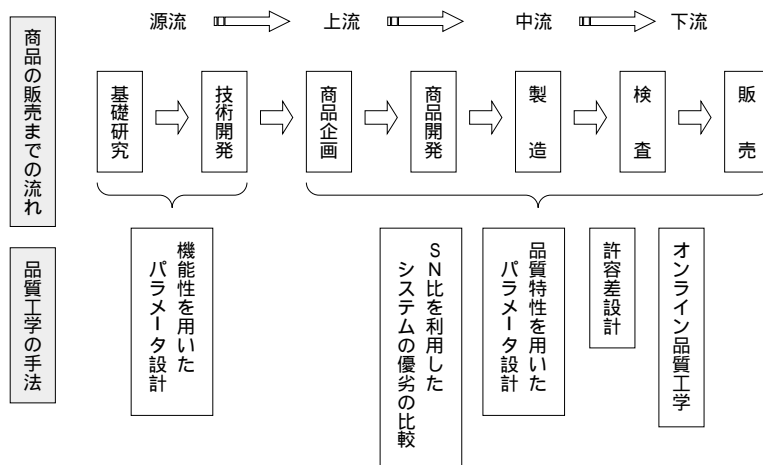 源流
上流
中流
下流
商品の販売までの流れ
基礎研究
技術開発
商品企画
商品開発
製造
検査
販売
品質工学の手法
機能性を用いた
パラメータ設計
SN比を利用した
システムの優劣の比較
品質特性を用いた
パラメータ設計
許容差設計
オンライン品質工学